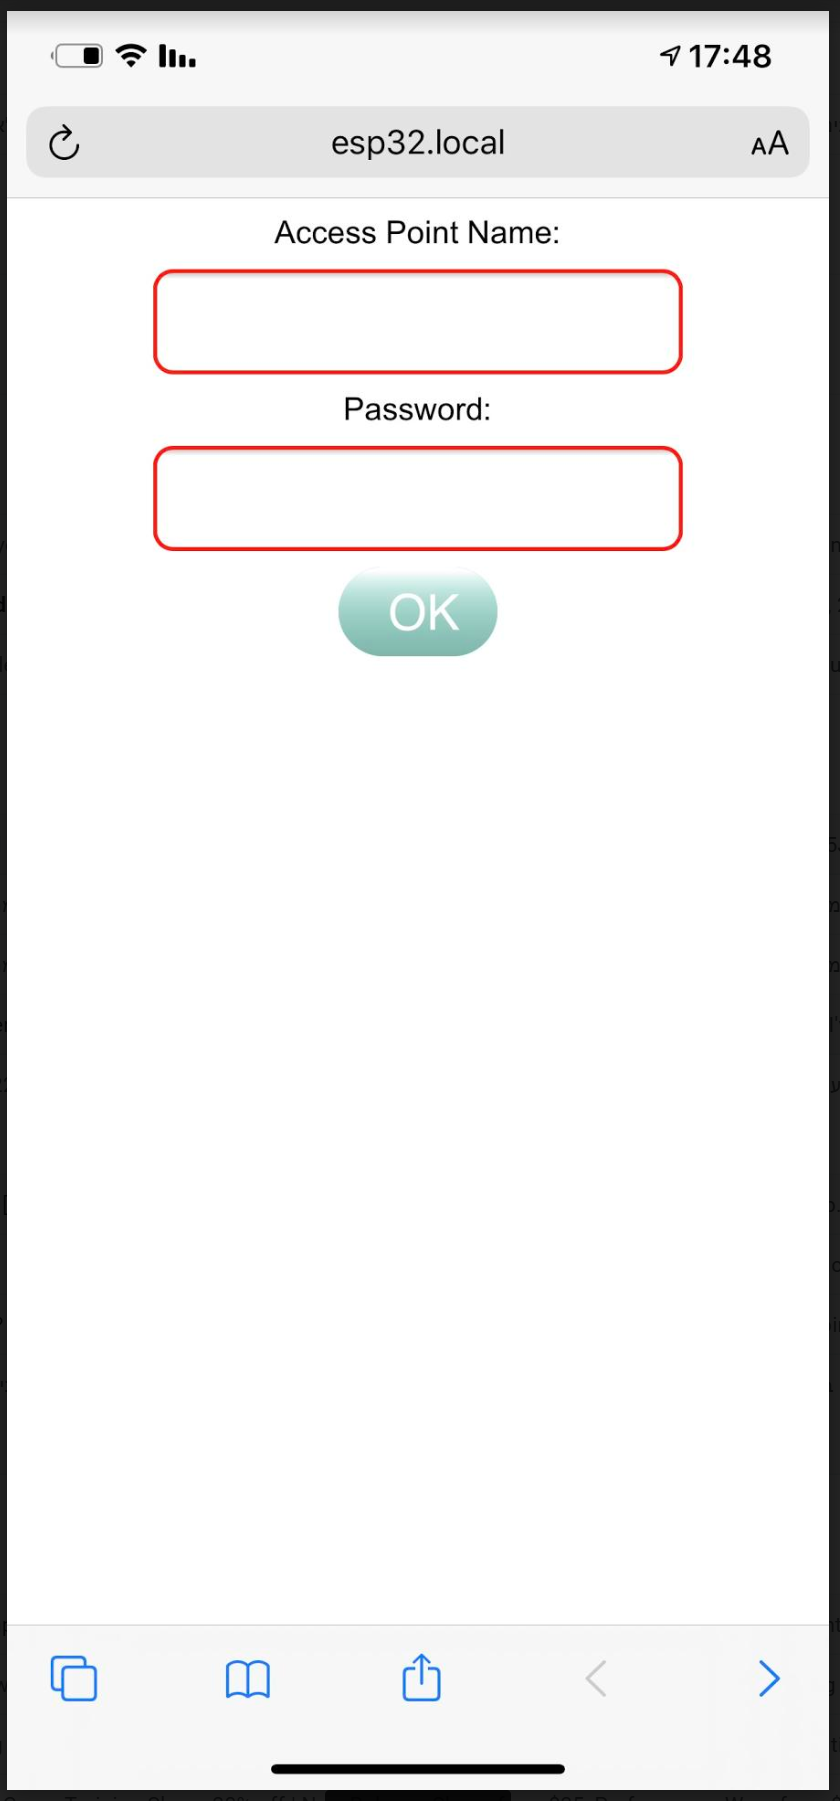 17:48
esp32.local
AA
Access Point Name:
Password:
OK